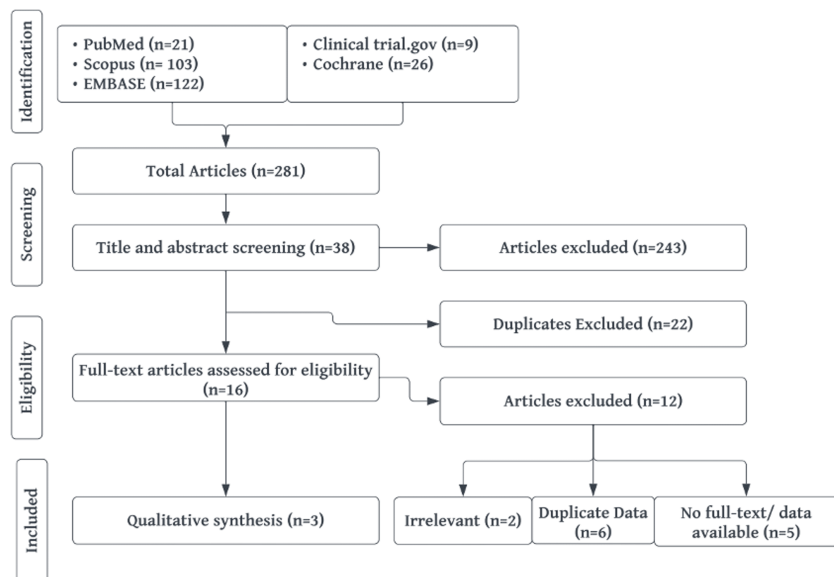 Identification
• PubMed (n=21)
• Scopus (n= 103)
• EMBASE (n=122)
• Clinical trial.gov (n=9)
• Cochrane (n=26)
Total Articles (n=281)
Screening
Title and abstract screening (n=38)
Articles excluded (n=243)
Duplicates Excluded (n=22)
Eligibility
Full-text articles assessed for eligibility
(n=16)
Articles excluded (n=12)
Included
Qualitative synthesis (n=3)
Irrelevant (n=2)
Duplicate Data
(n=6)
No full-text/ data
available (n=5)